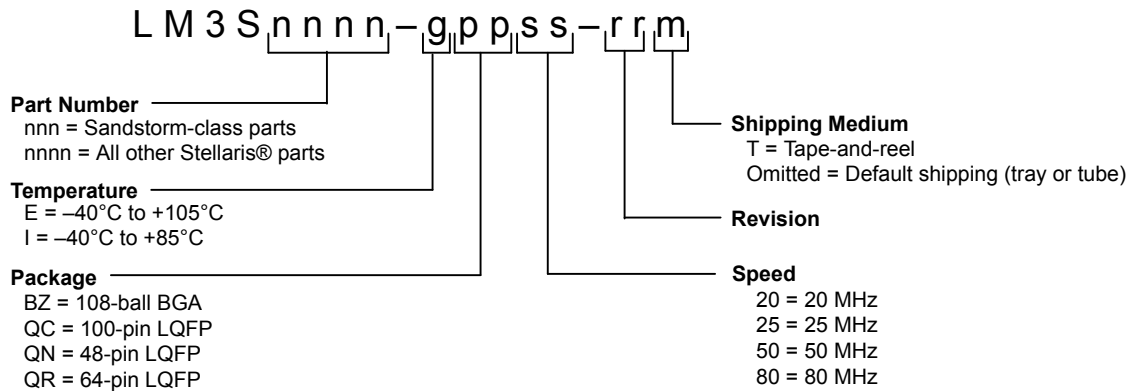 L M 3 S n n n n – g p p s s – r r m
Part Number
nnn = Sandstorm-class parts
nnnn = All other Stellaris® parts
Temperature
E = –40°C to +105°C
I = –40°C to +85°C
Package
BZ = 108-ball BGA
QC = 100-pin LQFP
QN = 48-pin LQFP
QR = 64-pin LQFP
Shipping Medium
T = Tape-and-reel
Omitted = Default shipping (tray or tube)
Revision
Speed
20 = 20 MHz
25 = 25 MHz
50 = 50 MHz
80 = 80 MHz